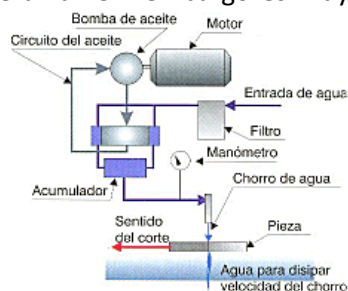 Bomba de aceite
Motor
Circuito del aceite
Entrada de agua
Filtro
Manómetro
Chorro de agua
Acumulador
Sentido
del corte
Pieza
Agua para disipar
velocidad del chorro